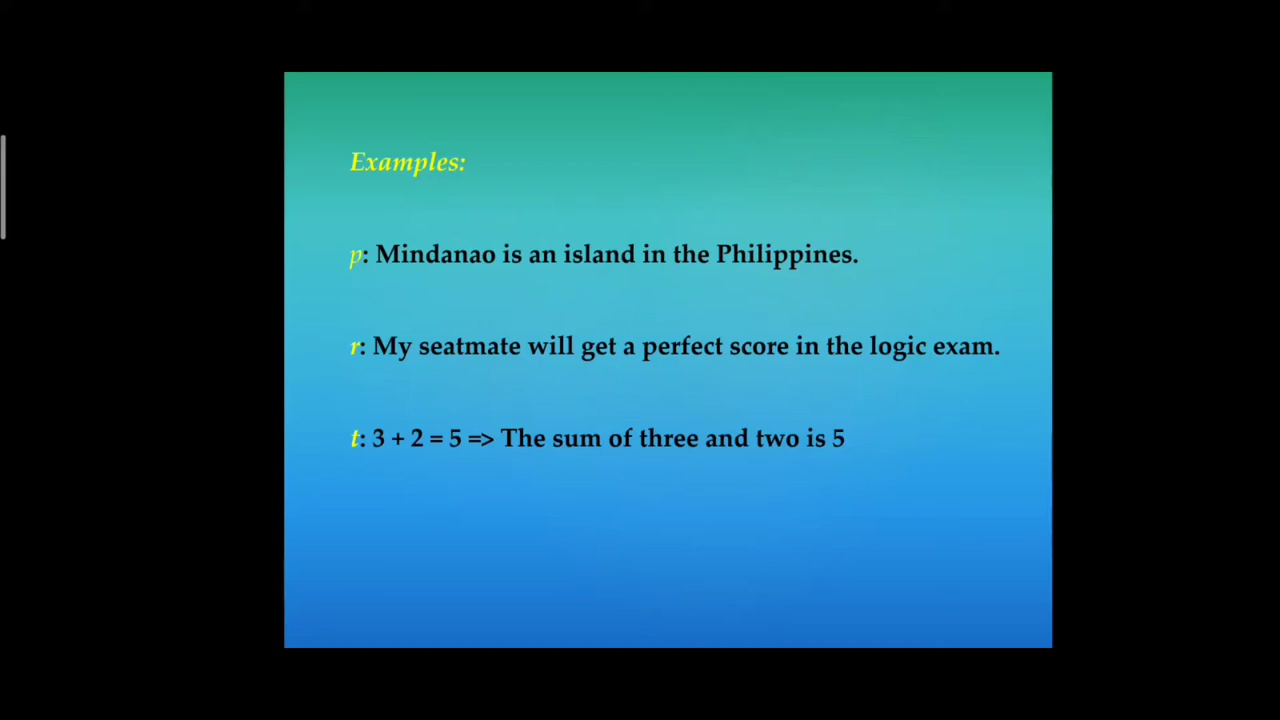 Examples:
p: Mindanao is an island in the Philippines.
r: My seatmate will get a perfect score in the logic exam.
t: 3 + 2 = 5 => The sum of three and two is 5